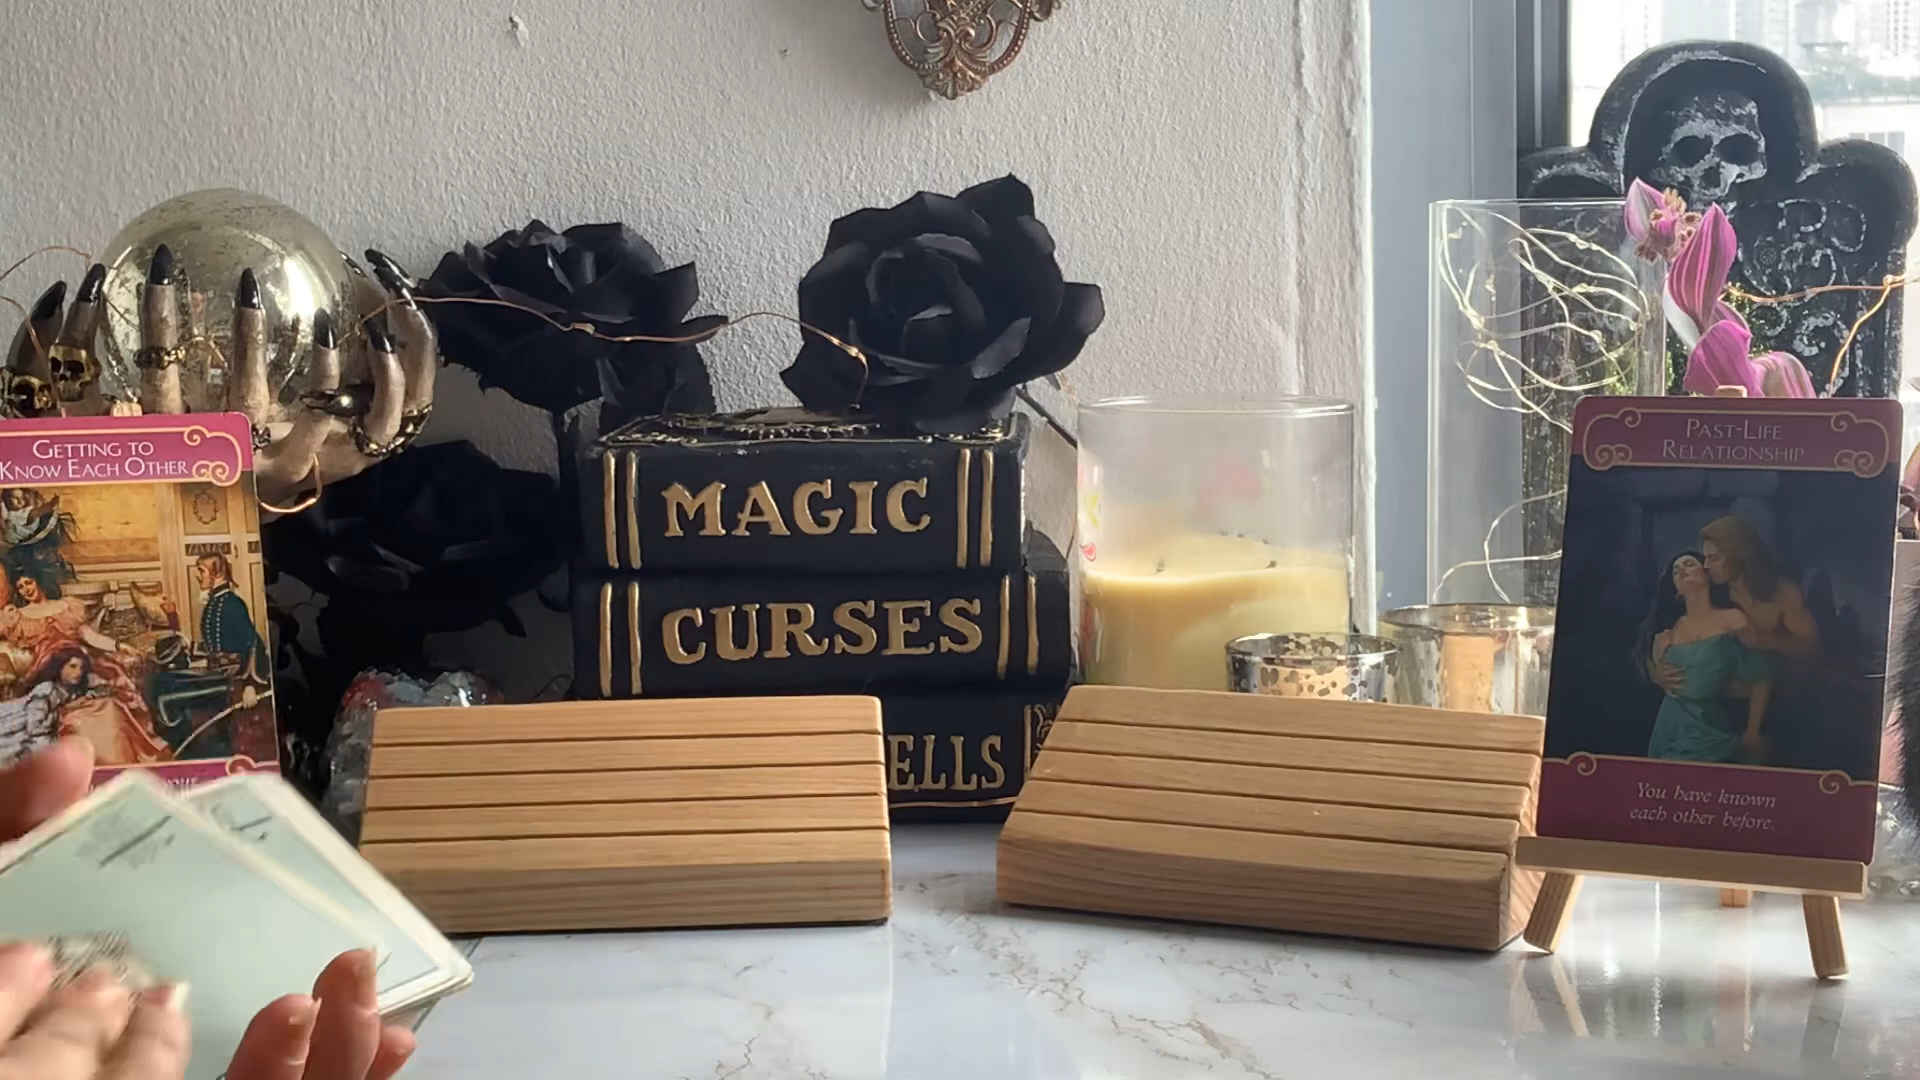 GETTING TO
KNOW EACH OTHER
MAGIC
CURSES
ELLS
PAST-LIFE
RELATIONSHIP
You have known
each other before.